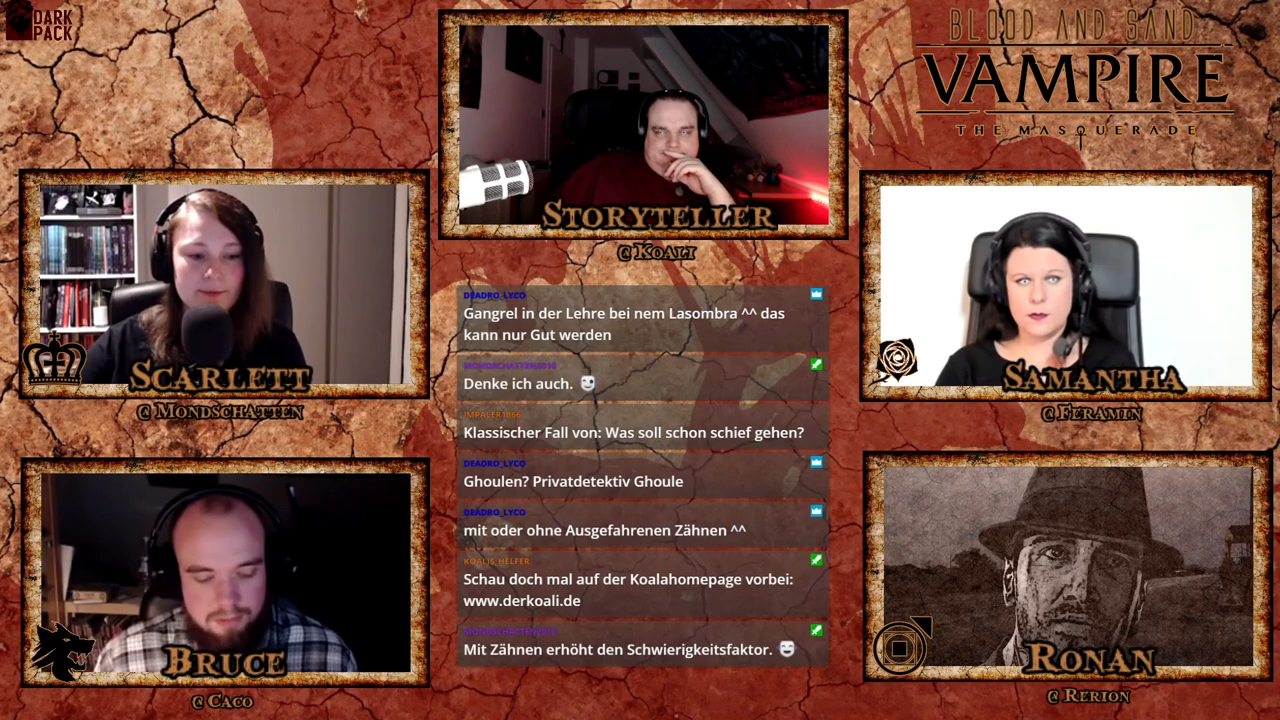 DARK
PACK
BLOOD AND SAND
VAMPIRE
THE MASQUERADE
STORYTELLER
@ KOALI
SCARLETT
@ MONDSCHATTEN
SAMANTHA
@ FERAMIN
DEADRO_LYCO
Gangrel in der Lehre bei nem Lasombra ^^ das
kann nur Gut werden
Denke ich auch.
IMPALER1666
Klassischer Fall von: Was soll schon schief gehen?
DEADRO_LYCO
Ghoulen? Privatdetektiv Ghoule
DEADRO_LYCO
mit oder ohne Ausgefahrenen Zähnen ^^
KOALIS_HELFER
Schau doch mal auf der Koalahomepage vorbei:
www.derkoali.de
Mit Zähnen erhöht den Schwierigkeitsfaktor.
BRUCE
@ CACO
RONAN
@ RERION